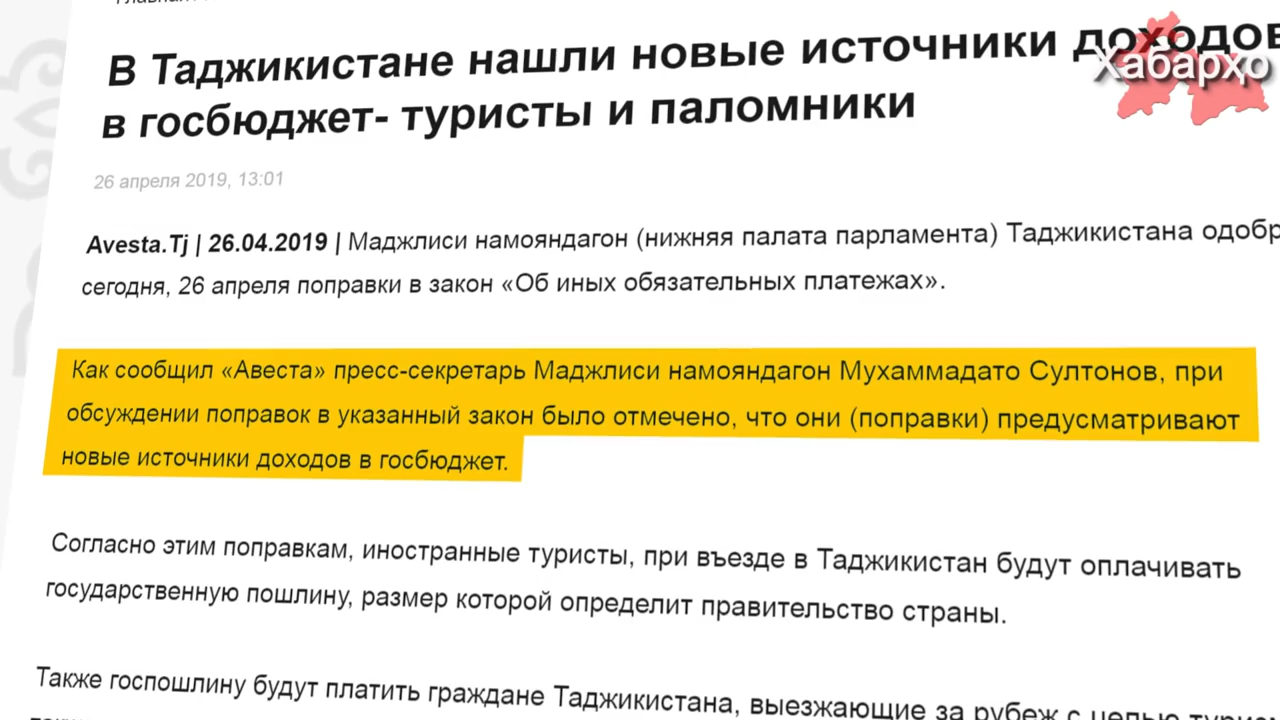 В Таджикистане нашли новые источники доходов
в госбюджет- туристы и паломники
Хабарҳо
26 апреля 2019, 13:01
Avesta.Tj | 26.04.2019 | Маджлиси намояндагон (нижняя палата парламента) Таджикистана одобр
сегодня, 26 апреля поправки в закон «Об иных обязательных платежах».
Как сообщил «Авеста» пресс-секретарь Маджлиси намояндагон Мухаммадато Султонов, при
обсуждении поправок в указанный закон было отмечено, что они (поправки) предусматривают
новые источники доходов в госбюджет.
Согласно этим поправкам, иностранные туристы, при въезде в Таджикистан будут оплачивать
государственную пошлину, размер которой определит правительство страны.
Также госпошлину будут платить граждане Таджикистана, выезжающие за рубеж с целью